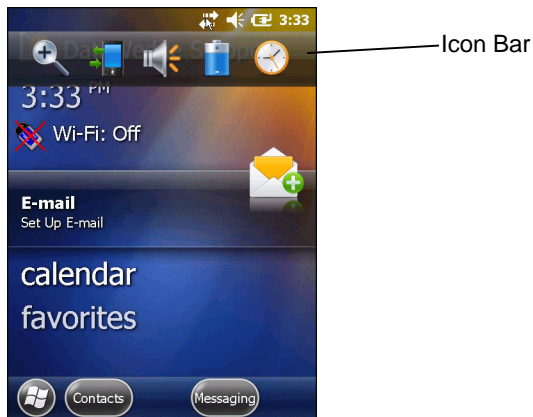 3:33
Icon Bar
3:33 PM
Wi-Fi: Off
E-mail
Set Up E-mail
calendar
favorites
Contacts
Messaging